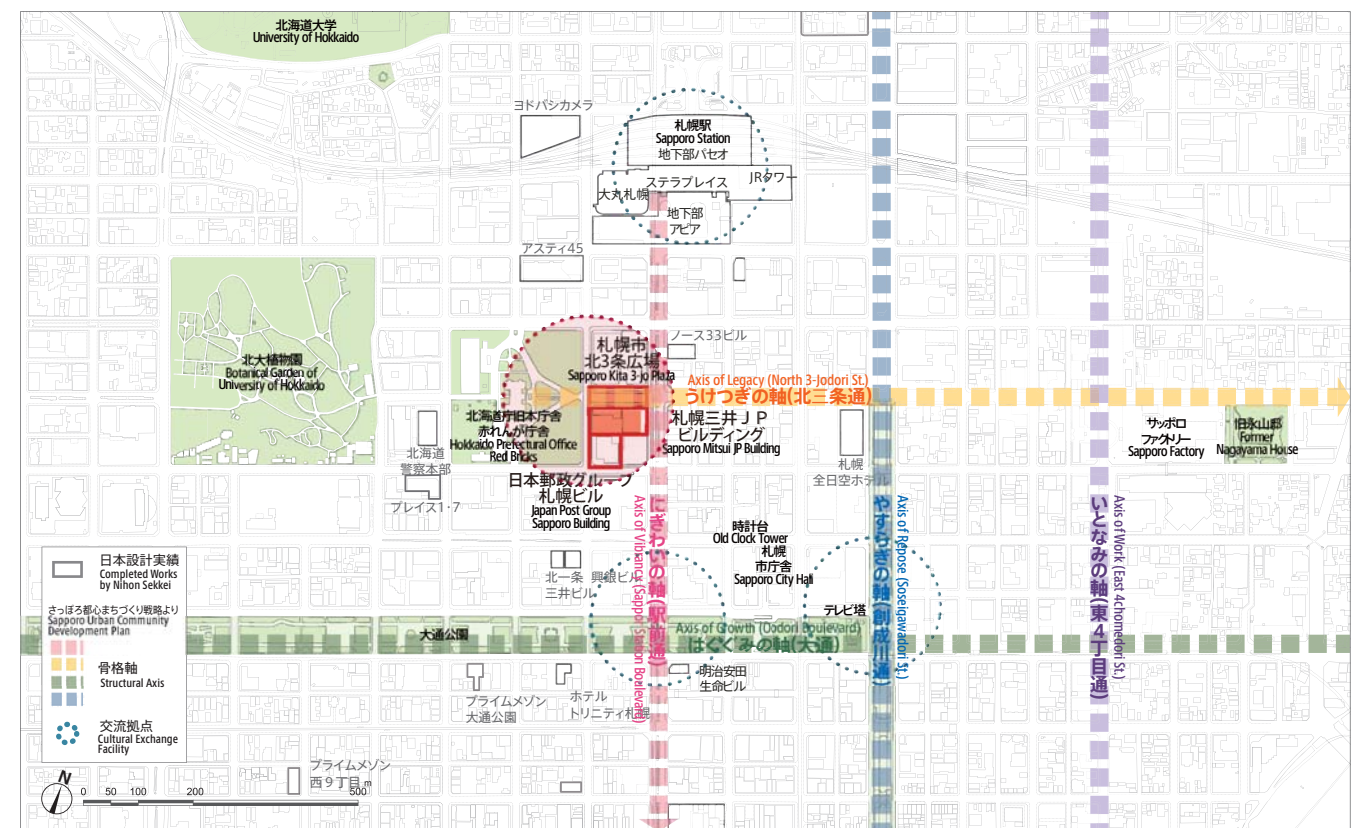 北海道大学
University of Hokkaido
ヨドバシカメラ
札幌駅
Sapporo Station
地下部パセオ
ステラプレイス
JRタワー
大丸札幌
地下部
アピア
アスティ45
北大植物園
Botanical Garden of
University of Hokkaido
ノース33ビル
札幌市
北3条広場
Sapporo Kita 3-jo Plaza
Axis of Legacy (North 3-Jodori St.)
うけつぎの軸(北三条通)
北海道庁旧本庁舎
赤れんが庁舎
Hokkaido Prefectural Office
Red Bricks
札幌三井ＪＰ
ビルディング
Sapporo Mitsui JP Building
サッポロ
ファクトリー
Sapporo Factory
旧永山邸
Former
Nagayama House
北海道
警察本部
札幌
全日空ホテル
プレイス1・7
日本郵政グループ
札幌ビル
Japan Post Group
Sapporo Building
Axis of Vibrancy (Sapporo Station Boulevard)
にぎわいの軸(駅前通)
やすらぎの軸(創成川通)
Axis of Repose (Soseigawadori St.)
いとなみの軸(東４丁目通)
Axis of Work (East 4chomedori St.)
時計台
Old Clock Tower
札幌
市庁舎
Sapporo City Hall
北一条
三井ビル
興銀ビル
テレビ塔
大通公園
Axis of Growth (Oodori Boulevard)
はぐくみの軸(大通)
明治安田
生命ビル
プライムメゾン
大通公園
ホテル
トリニティ札幌
プライムメゾン
西９丁目
日本設計実績
Completed Works
by Nihon Sekkei
さっぽろ都心まちづくり戦略より
Sapporo Urban Community
Development Plan
骨格軸
Structural Axis
交流拠点
Cultural Exchange
Facility
N
0 50 100 200 500 m